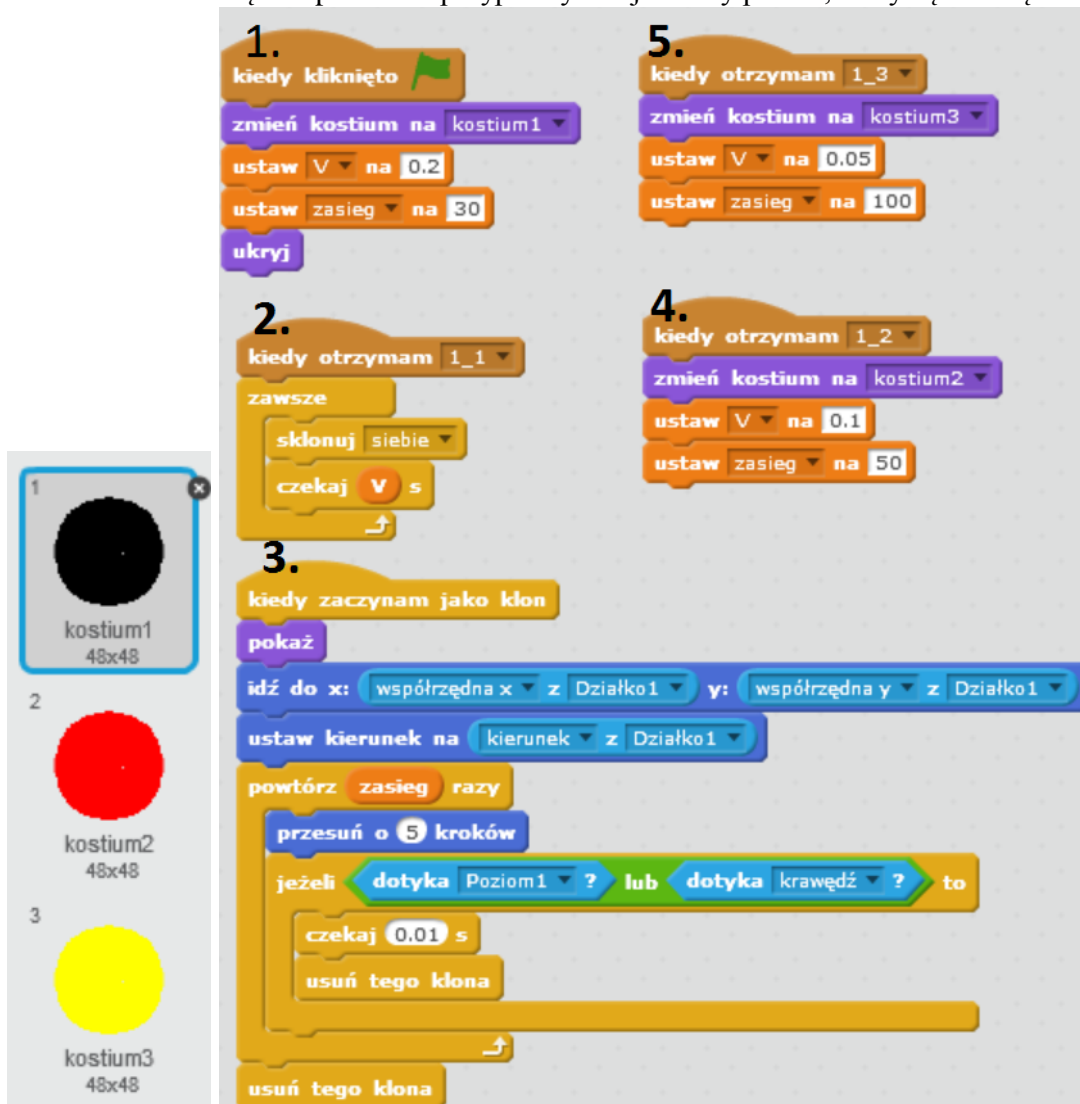 1.
kiedy kliknięto
zmień kostium na kostium1
ustaw V na 0.2
ustaw zasieg na 30
ukryj
5.
kiedy otrzymam 1_3
zmień kostium na kostium3
ustaw V na 0.05
ustaw zasieg na 100
2.
kiedy otrzymam 1_1
zawsze
sklonuj siebie
czekaj V s
4.
kiedy otrzymam 1_2
zmień kostium na kostium2
ustaw V na 0.1
ustaw zasieg na 50
3.
kiedy zaczynam jako klon
pokaż
idź do x: współrzędna x z Działko1 y: współrzędna y z Działko1
ustaw kierunek na kierunek z Działko1
powtórz zasieg razy
przesuń o 5 kroków
jeżeli dotyka Poziom1 ? lub dotyka krawędź ? to
czekaj 0.01 s
usuń tego klona
usuń tego klona
1
kostium1
48x48
2
kostium2
48x48
3
kostium3
48x48